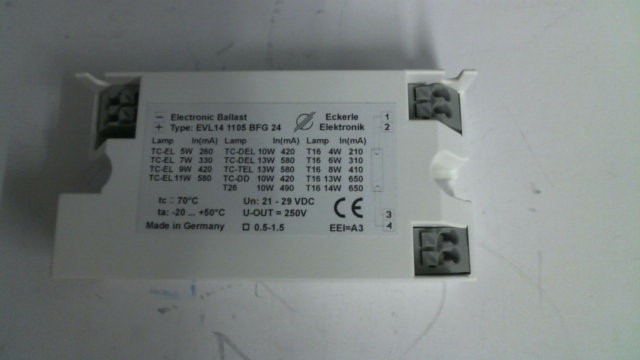 − Electronic Ballast Eckerle 1
+ Type: EVL14 1105 BFG 24 Elektronik 2
Lamp In(mA) Lamp In(mA) Lamp In(mA)
TC-EL 5W 260 TC-DEL 10W 420 T16 4W 210
TC-EL 7W 330 TC-DEL 13W 580 T16 6W 310
TC-EL 9W 420 TC-TEL 13W 580 T16 8W 410
TC-EL 11W 580 TC-DD 10W 420 T16 13W 650
T26 10W 490 T16 14W 650
tc : 70°C Un: 21 - 29 VDC CE 3
ta: -20 ... +50°C U-OUT = 250V 4
Made in Germany 0.5-1.5 EEI=A3